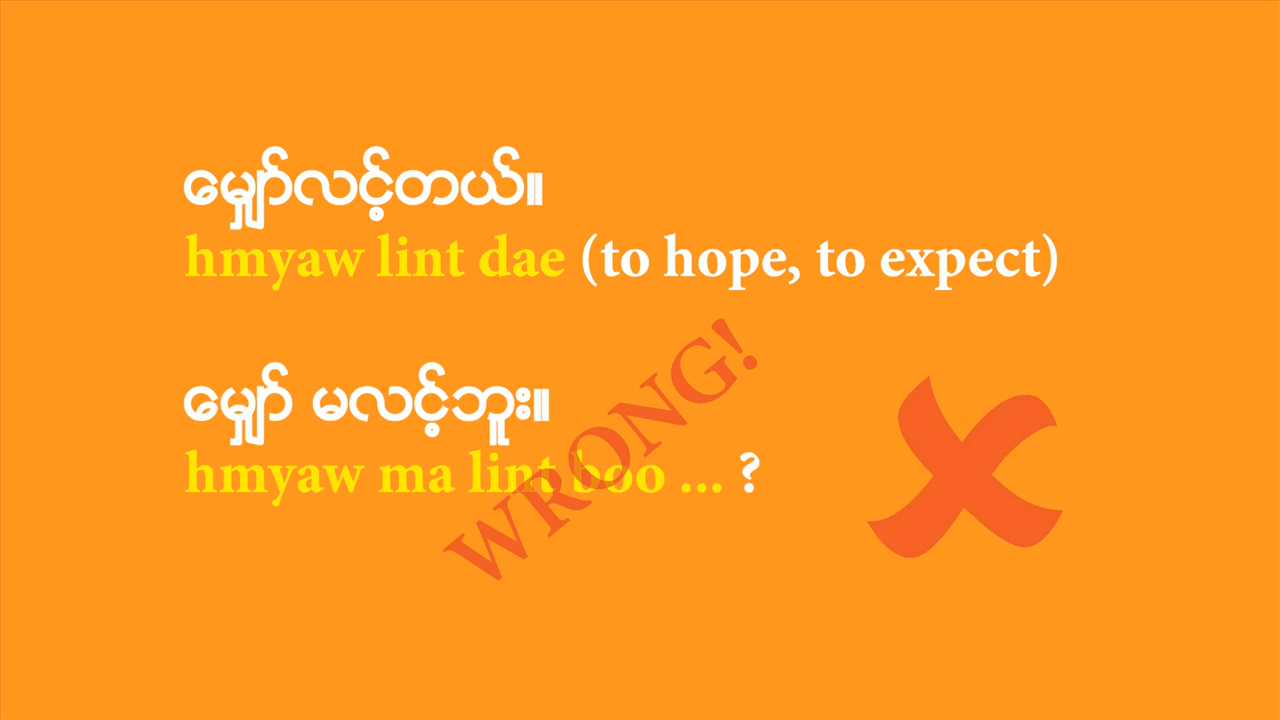 မျှော်လင့်တယ်။
hmyaw lint dae (to hope, to expect)
မျှော် မလင့်ဘူး။
hmyaw ma lint boo ... ?
WRONG!